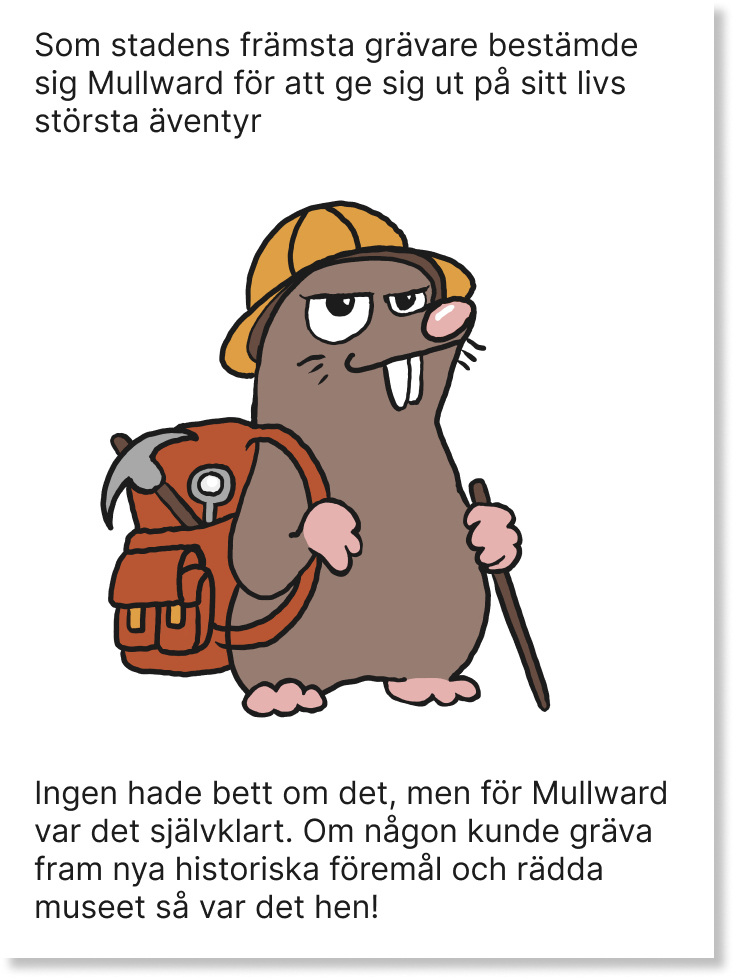 Som stadens främsta grävare bestämde
sig Mullward för att ge sig ut på sitt livs
största äventyr
Ingen hade bett om det, men för Mullward
var det självklart. Om någon kunde gräva
fram nya historiska föremål och rädda
museet så var det hen!